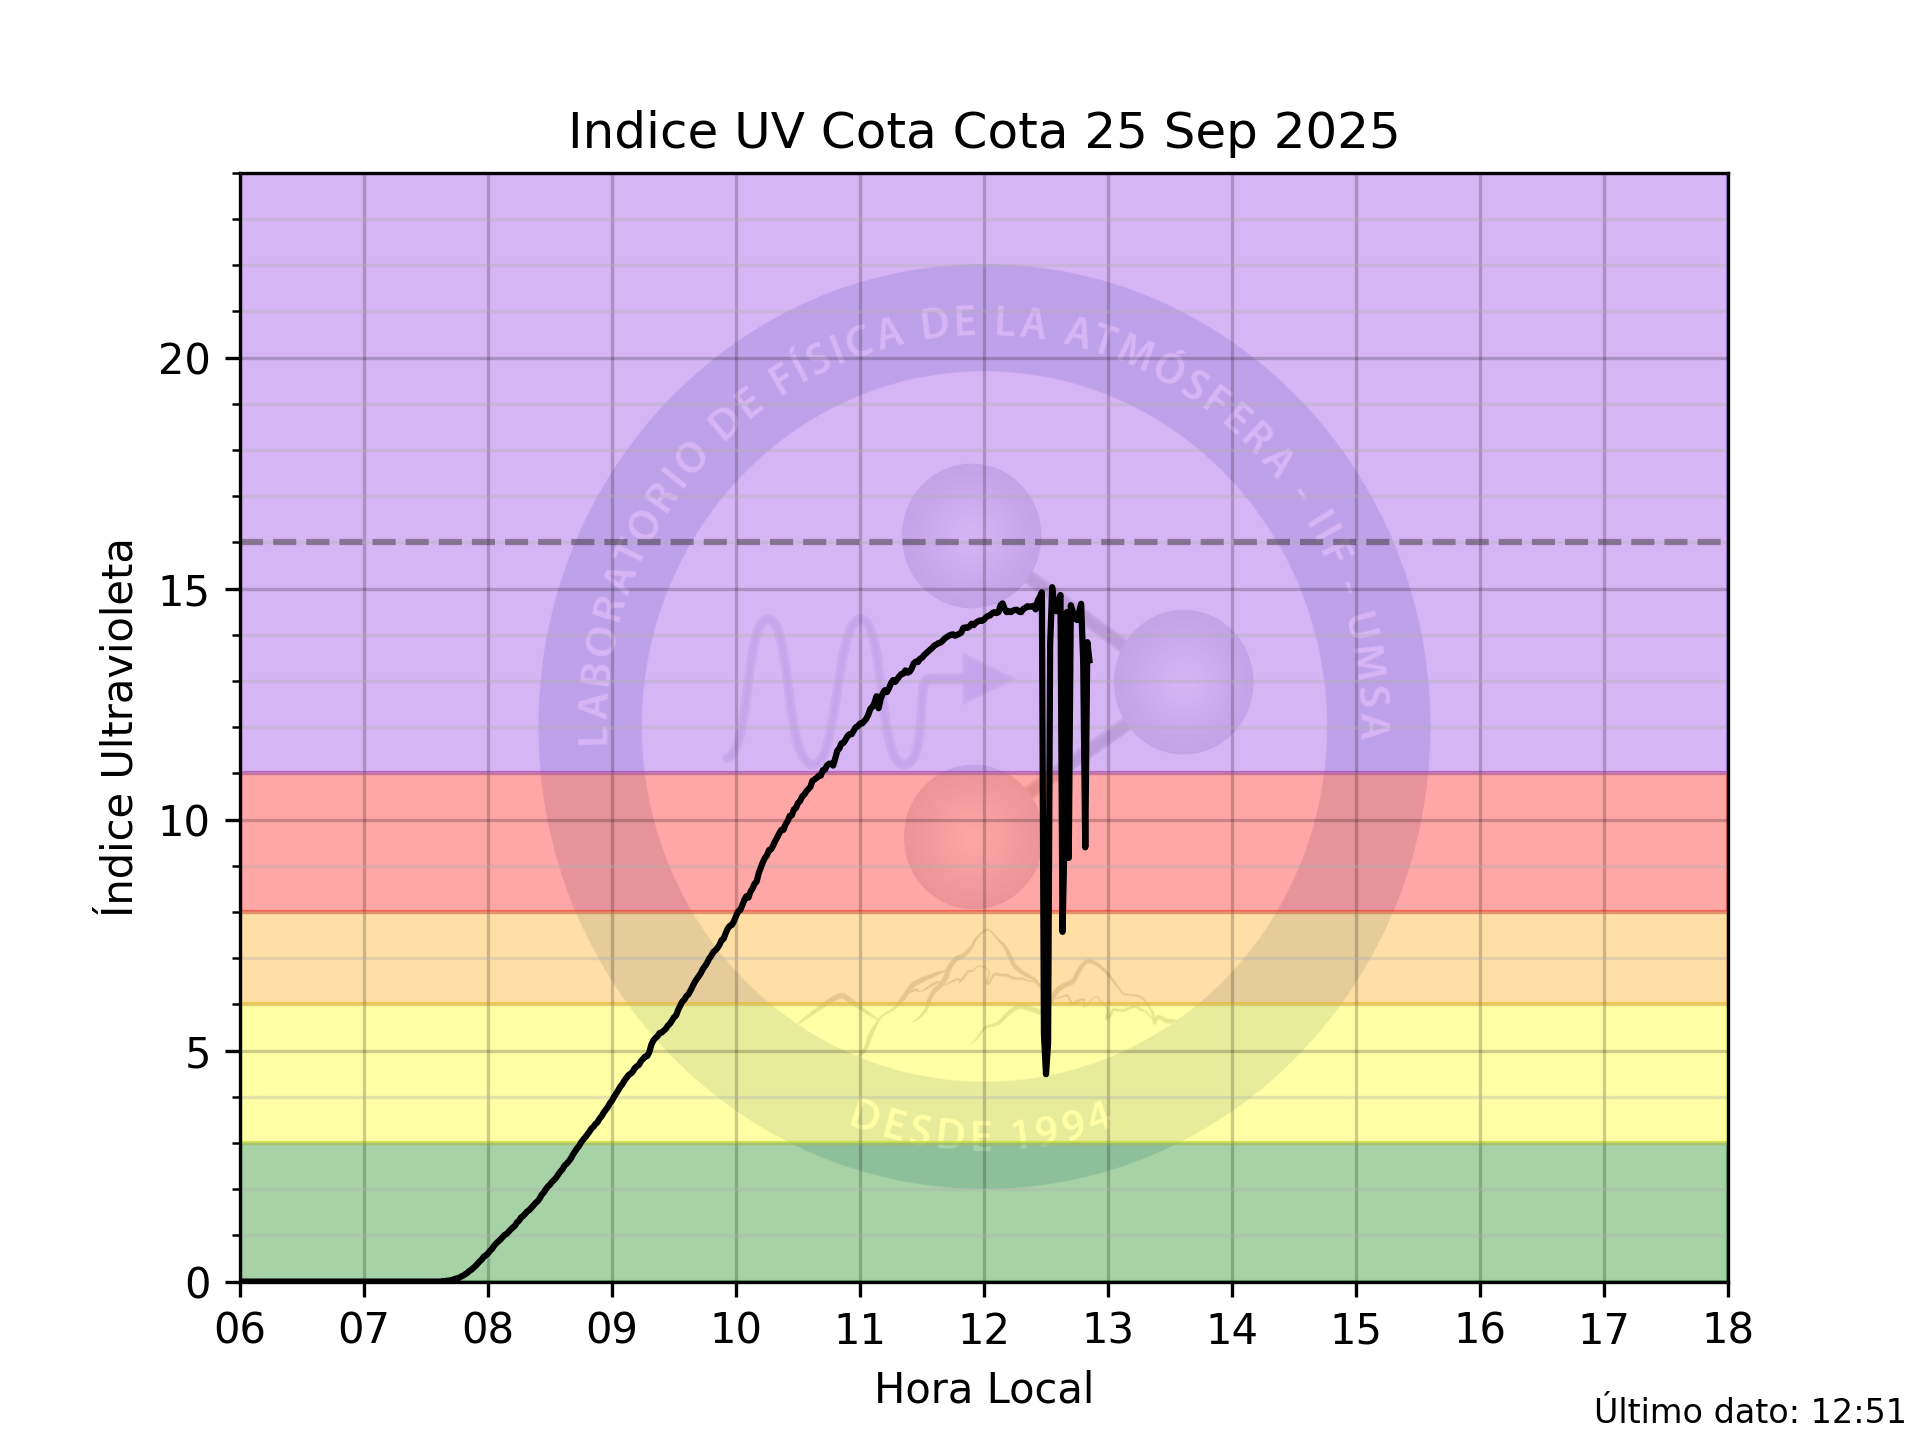 Indice UV Cota Cota 25 Sep 2025
LABORATORIO DE FÍSICA DE LA ATMÓSFERA - IIF - UMSA
DESDE 1994
Índice Ultravioleta
20
15
10
5
0
06 07 08 09 10 11 12 13 14 15 16 17 18
Hora Local
Último dato: 12:51